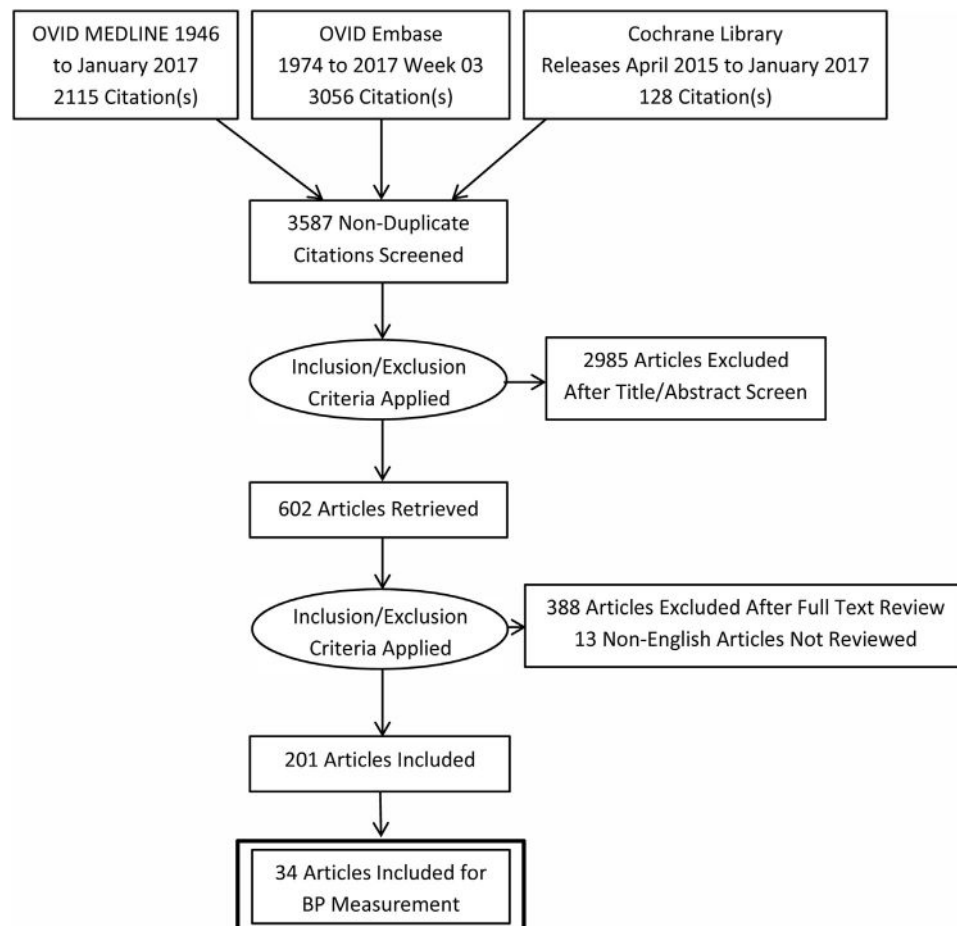 OVID MEDLINE 1946
to January 2017
2115 Citation(s)
OVID Embase
1974 to 2017 Week 03
3056 Citation(s)
Cochrane Library
Releases April 2015 to January 2017
128 Citation(s)
3587 Non-Duplicate
Citations Screened
Inclusion/Exclusion
Criteria Applied
2985 Articles Excluded
After Title/Abstract Screen
602 Articles Retrieved
Inclusion/Exclusion
Criteria Applied
388 Articles Excluded After Full Text Review
13 Non-English Articles Not Reviewed
201 Articles Included
34 Articles Included for
BP Measurement